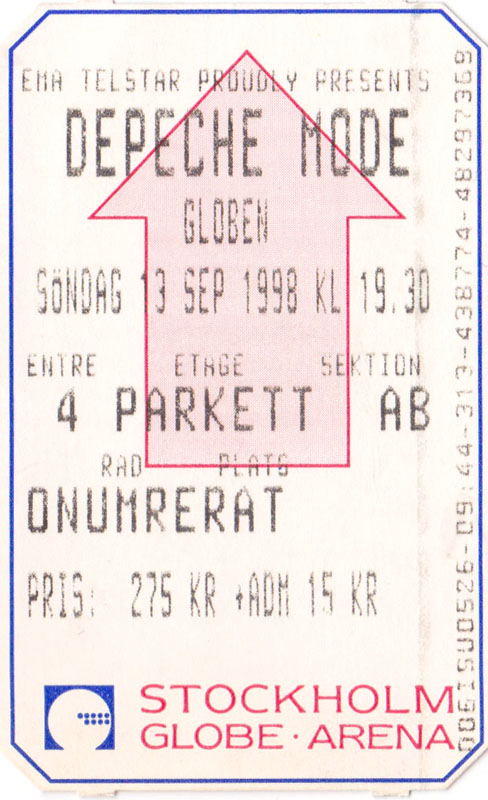 EMA TELSTAR PROUDLY PRESENTS
DEPECHE MODE
GLOBEN
SÖNDAG 13 SEP 1998 KL 19.30
ENTRE ETAGE SEKTION
4 PARKETT AB
RAD PLATS
ONUMRERAT
PRIS: 275 KR +ADM 15 KR
STOCKHOLM
GLOBE·ARENA
SU0526-09:44-313-438774-48297369